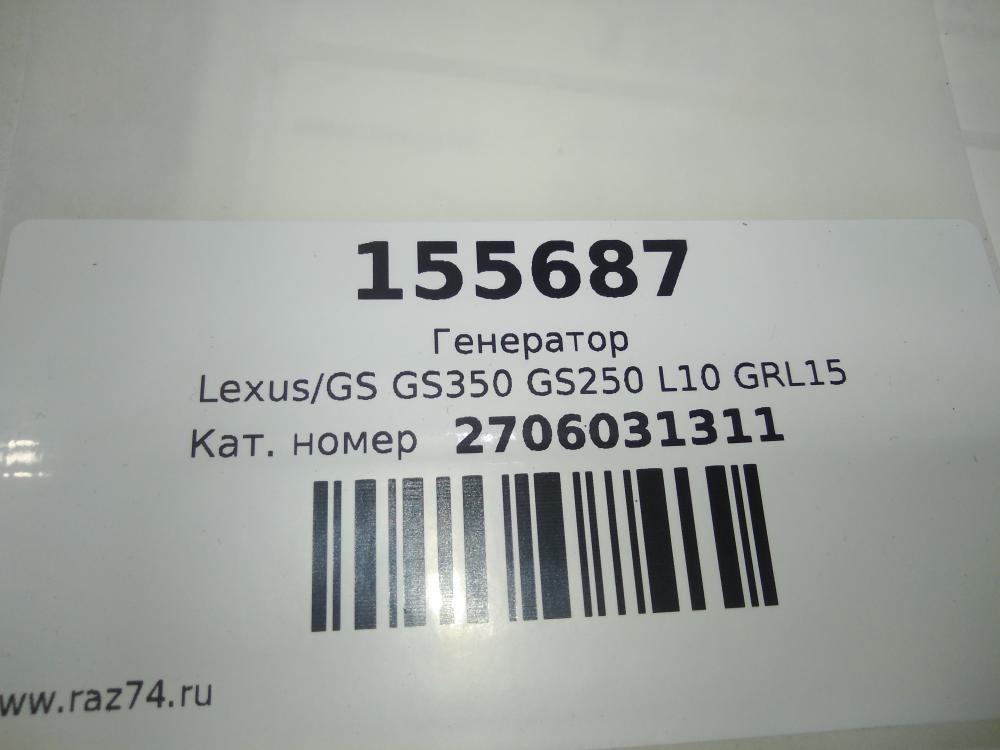 155687
Генератор
Lexus/GS GS350 GS250 L10 GRL15
Кат. номер 2706031311
www.raz74.ru